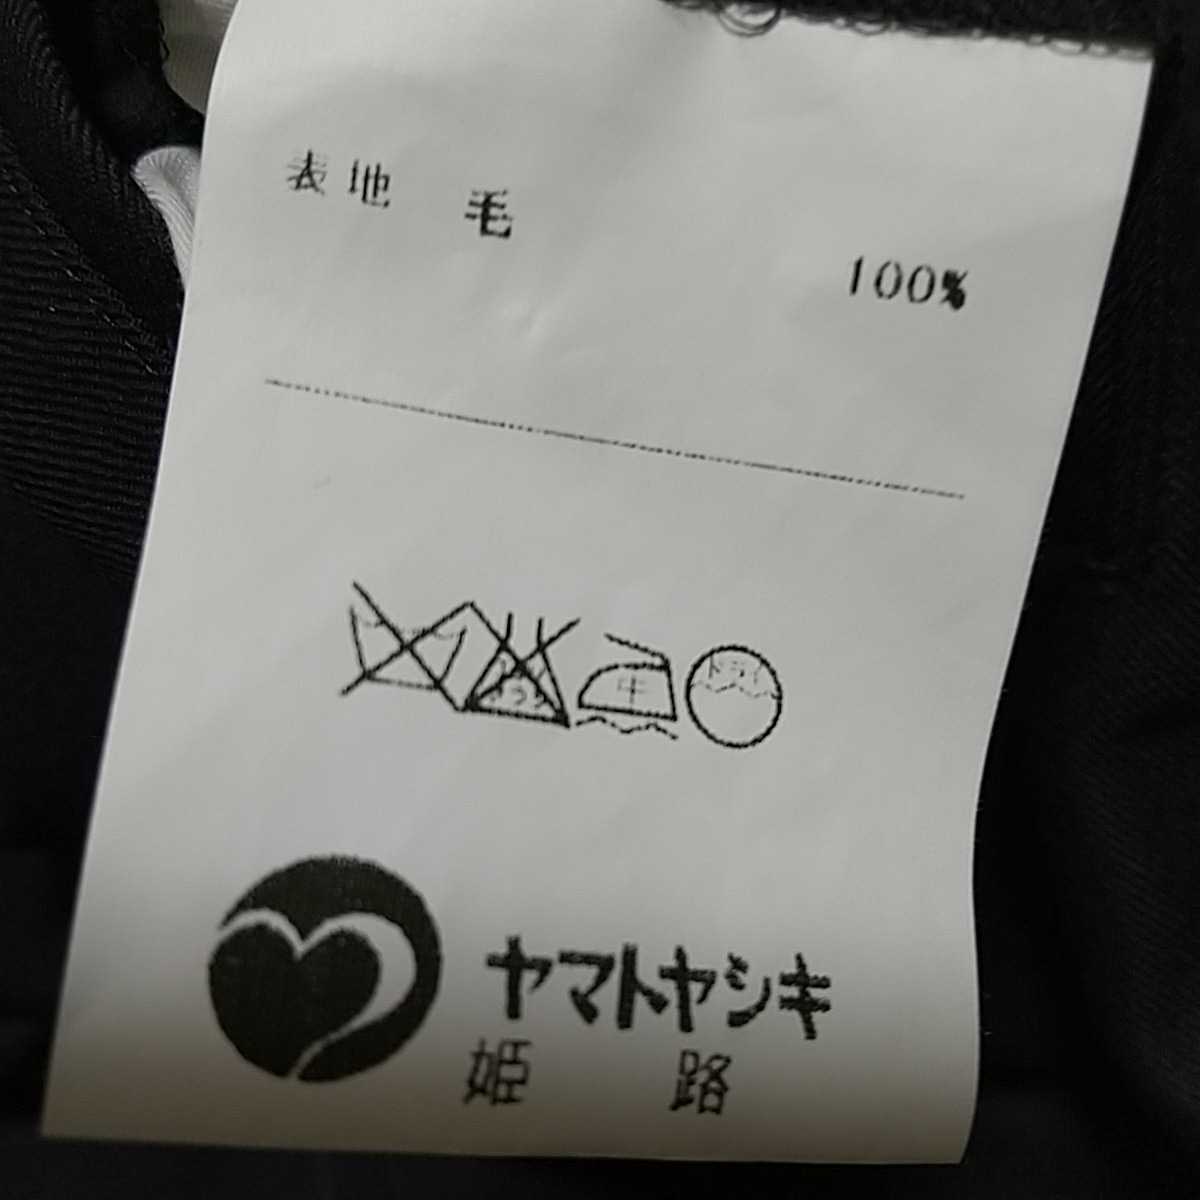 表地 毛 100%
中 ドライ
ヤマトヤシキ
姫 路